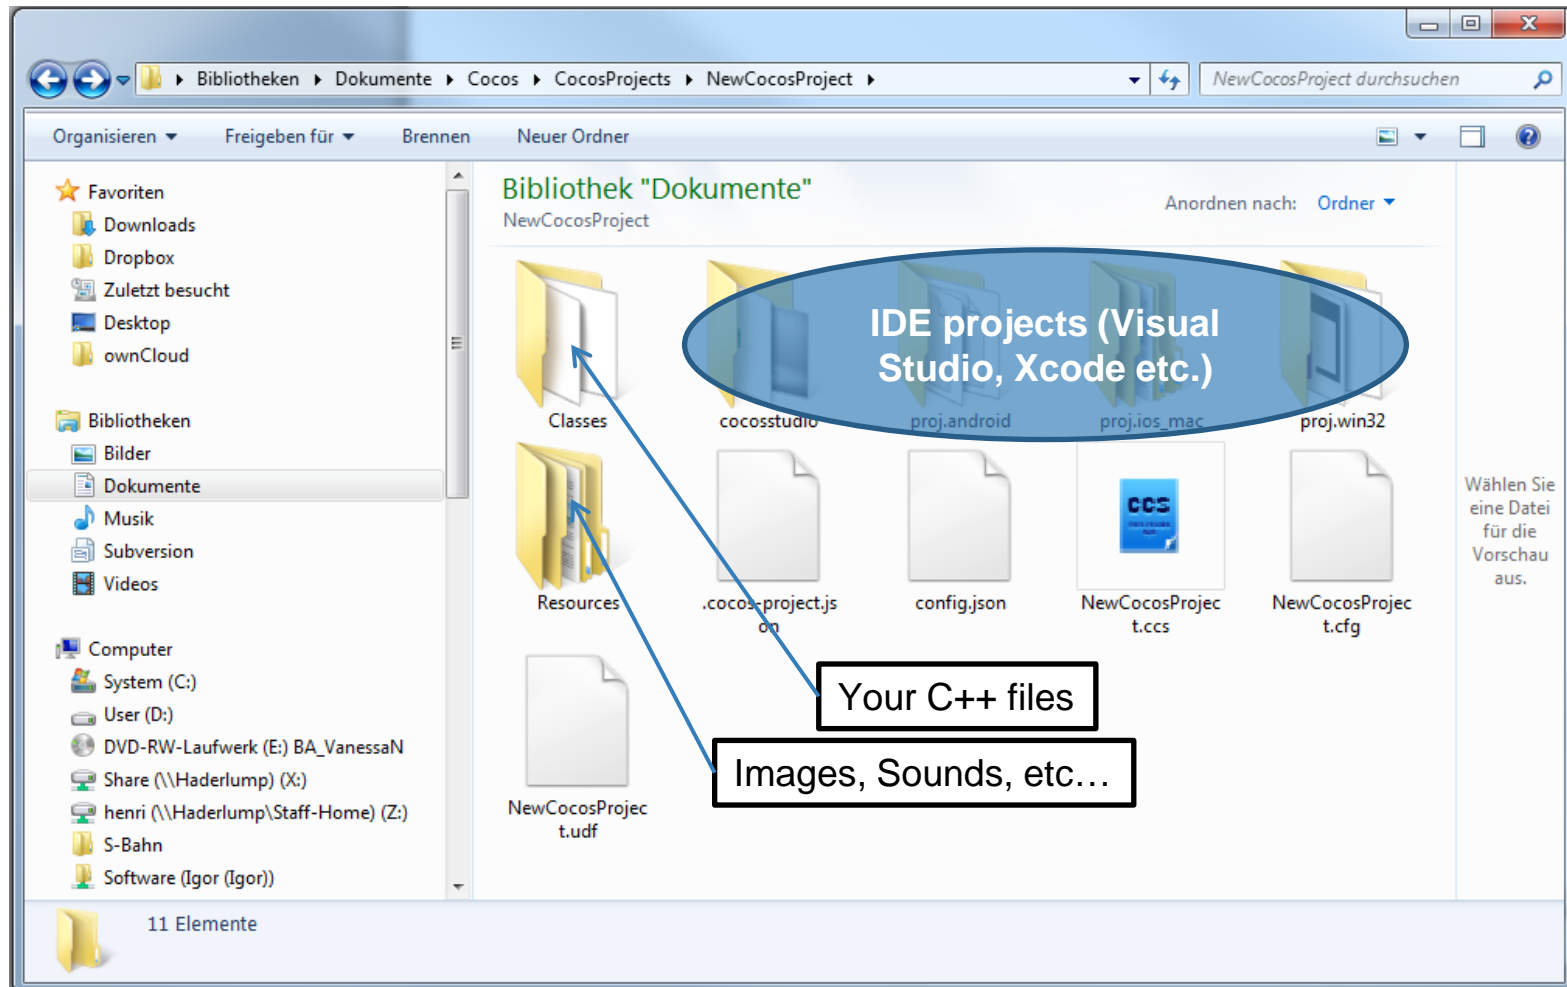 Bibliotheken ▸ Dokumente ▸ Cocos ▸ CocosProjects ▸ NewCocosProject ▸
NewCocosProject durchsuchen
Organisieren Freigeben für Brennen Neuer Ordner
Favoriten
Downloads
Dropbox
Zuletzt besucht
Desktop
ownCloud
Bibliotheken
Bilder
Dokumente
Musik
Subversion
Videos
Computer
System (C:)
User (D:)
DVD-RW-Laufwerk (E:) BA_VanessaN
Share (\\Haderlump) (X:)
henri (\\Haderlump\Staff-Home) (Z:)
S-Bahn
Software (Igor (Igor))
Bibliothek "Dokumente"
NewCocosProject
Anordnen nach: Ordner
IDE projects (Visual
Studio, Xcode etc.)
Classes
cocosstudio
proj.android
proj.ios_mac
proj.win32
Resources
.cocos-project.js
on
config.json
CCS
NewCocosProjec
t.ccs
NewCocosProjec
t.cfg
NewCocosProjec
t.udf
Your C++ files
Images, Sounds, etc…
Wählen Sie
eine Datei
für die
Vorschau
aus.
11 Elemente